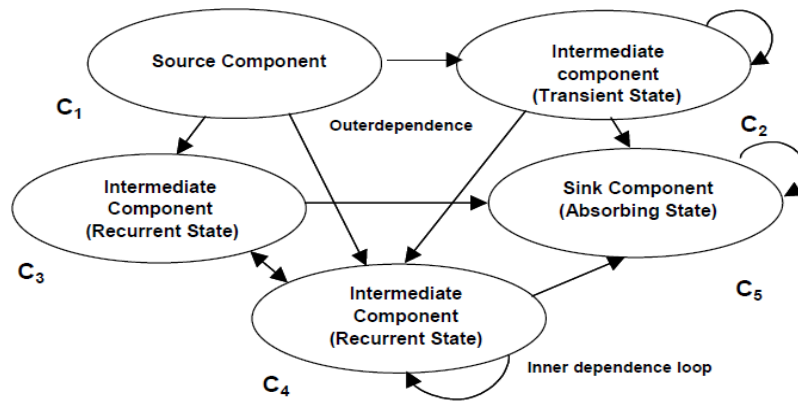 Source Component
Intermediate
component
(Transient State)
C1
Outerdependence
C2
Intermediate
Component
(Recurrent State)
Sink Component
(Absorbing State)
C3
C5
Intermediate
Component
(Recurrent State)
Inner dependence loop
C4